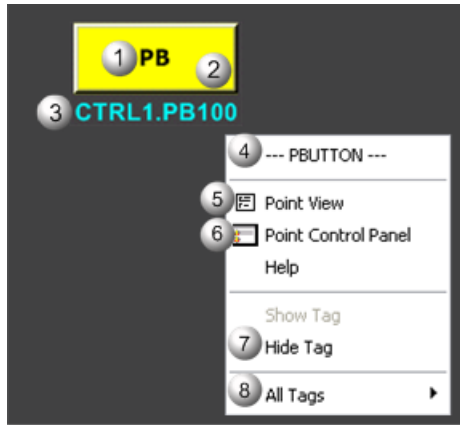 1 PB 2
3 CTRL1.PB100
4 --- PBUTTON ---
5 Point View
6 Point Control Panel
Help
Show Tag
7 Hide Tag
8 All Tags